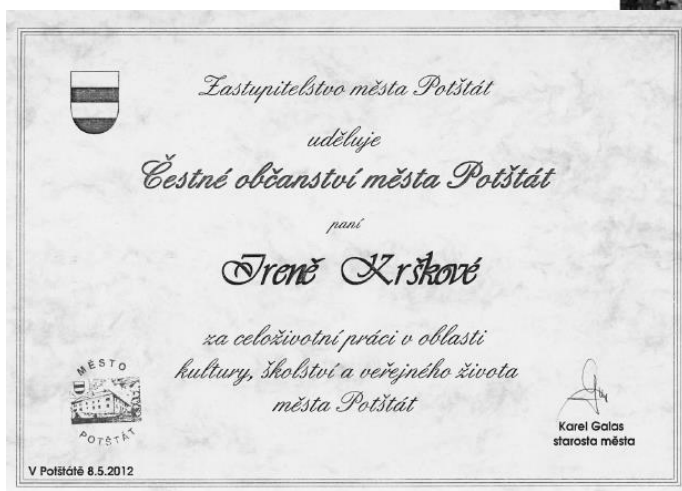 Zastupitelstvo města Potštát
uděluje
Čestné občanství města Potštát
paní
Ireně Krškové
za celoživotní práci v oblasti
kultury, školství a veřejného života
města Potštát
MĚSTO
POTŠTÁT
Karel Galas
starosta města
V Potštátě 8.5.2012